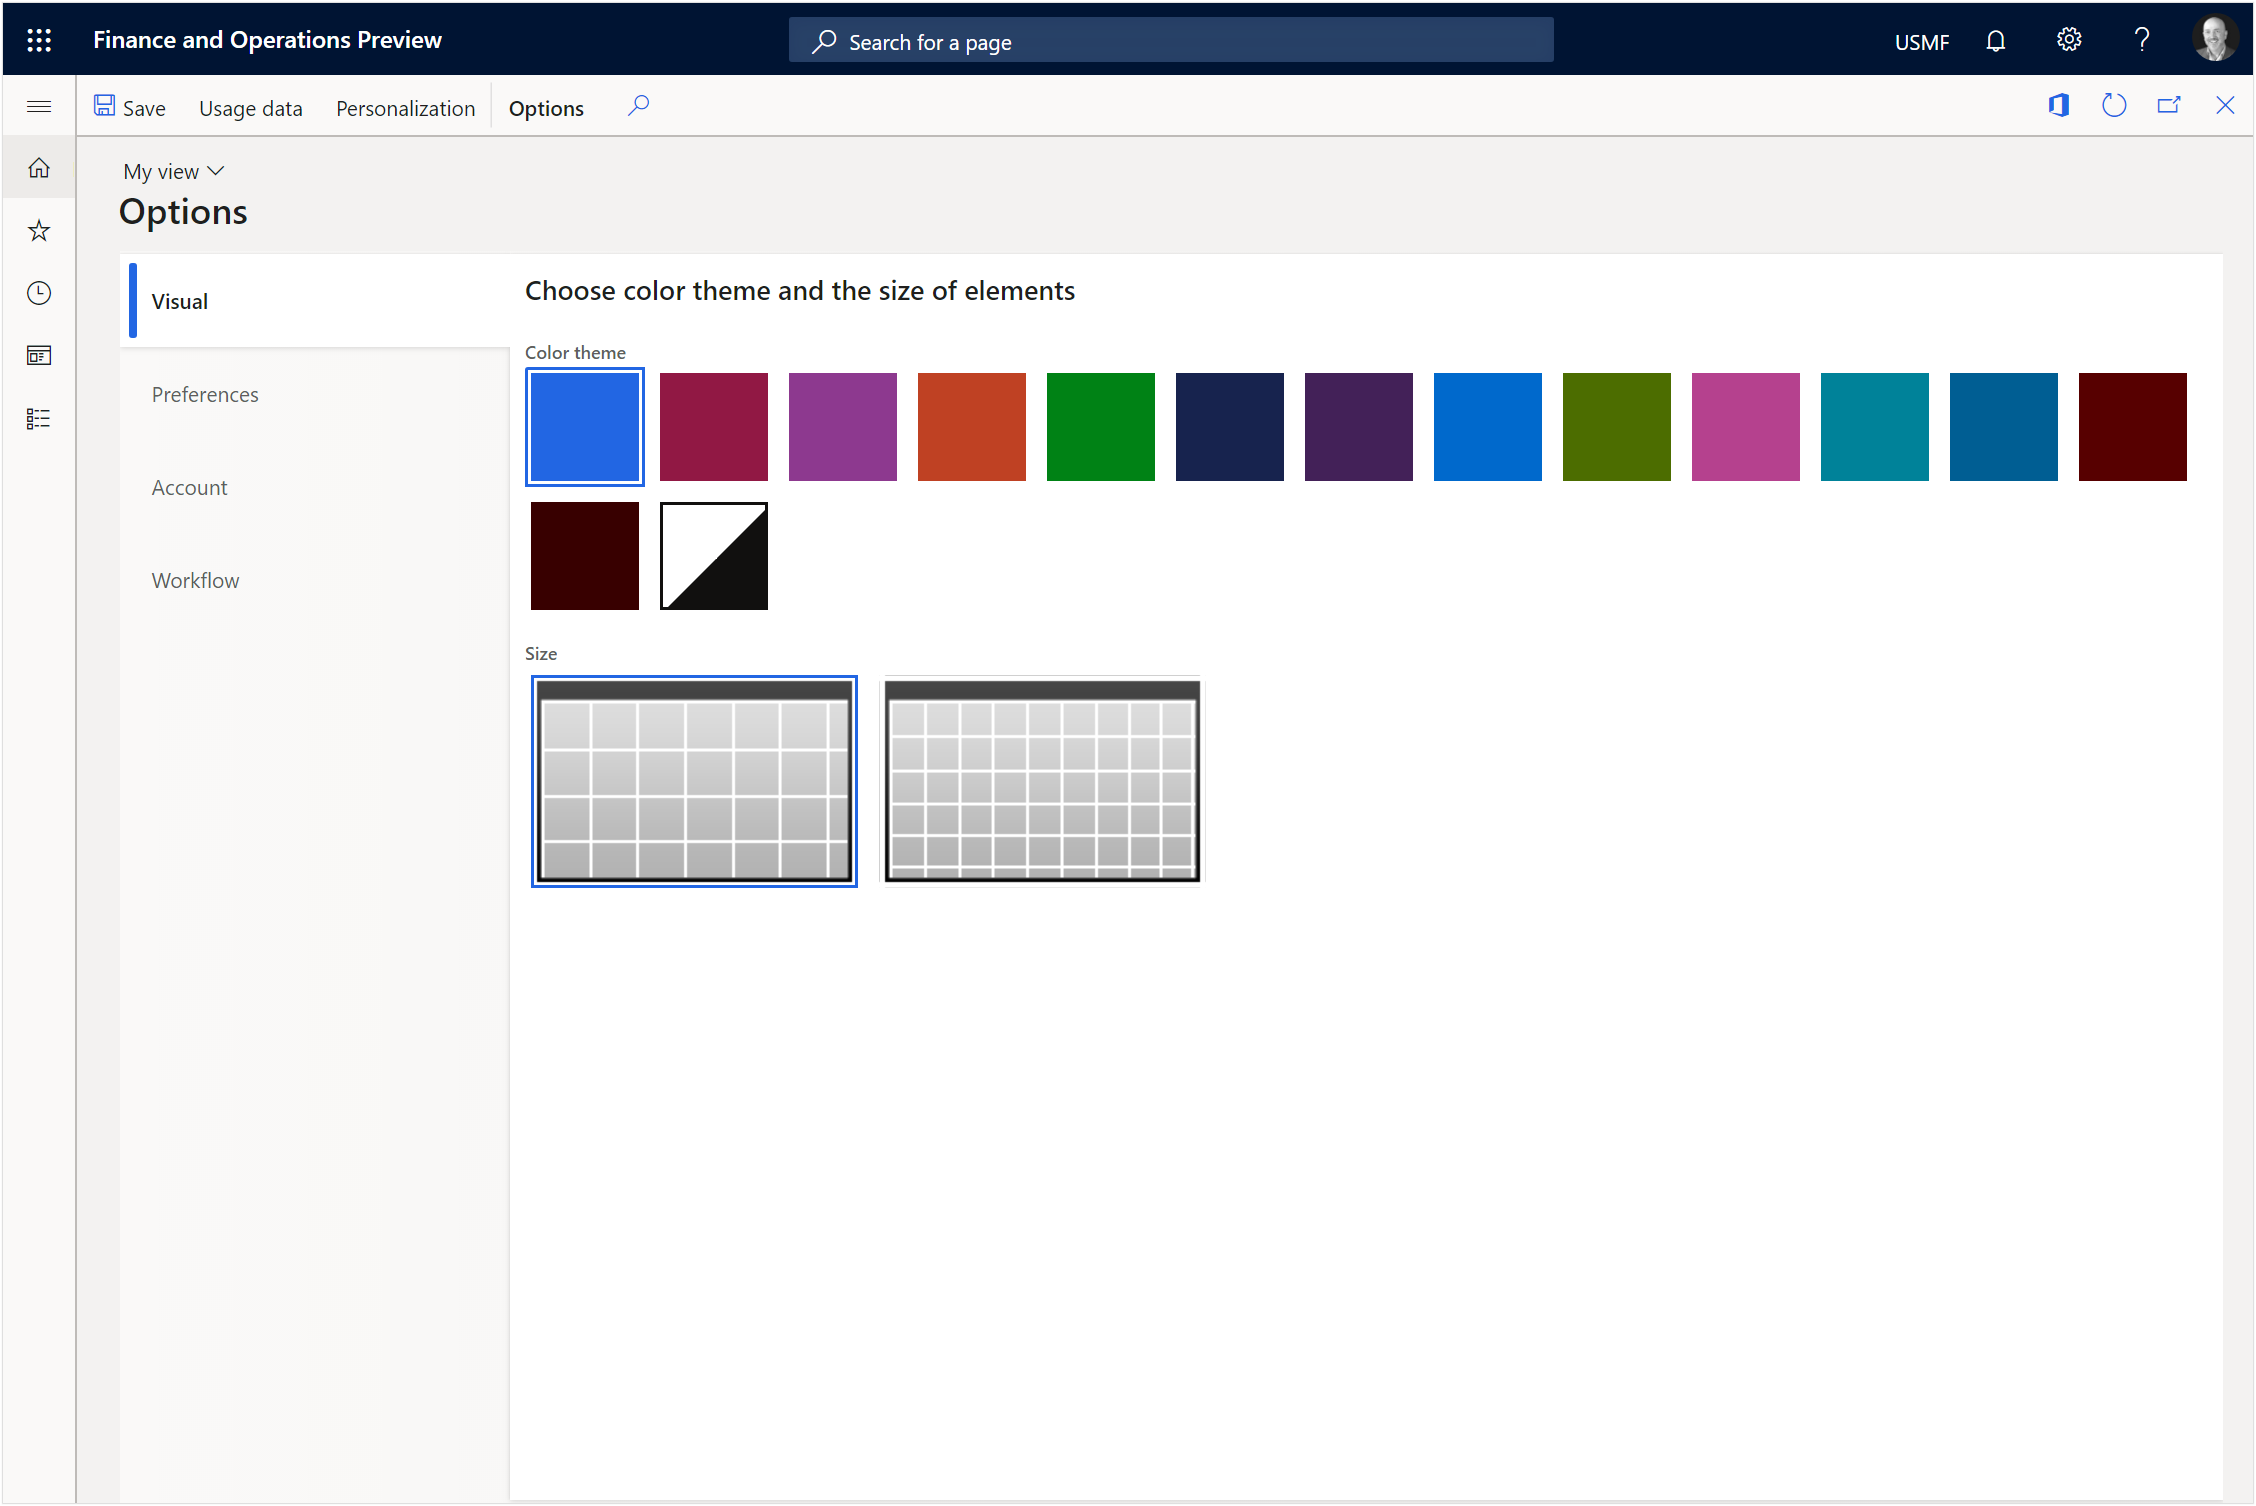 Finance and Operations Preview
Search for a page
USMF
Save
Usage data
Personalization
Options
My view
Options
Visual
Preferences
Account
Workflow
Choose color theme and the size of elements
Color theme
Size